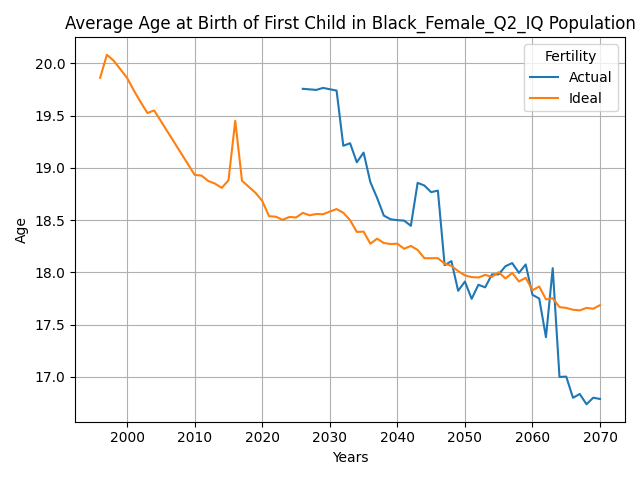 Average Age at Birth of First Child in Black_Female_Q2_IQ Population
Fertility
Actual
Ideal
Age
20.0
19.5
19.0
18.5
18.0
17.5
17.0
2000 2010 2020 2030 2040 2050 2060 2070
Years